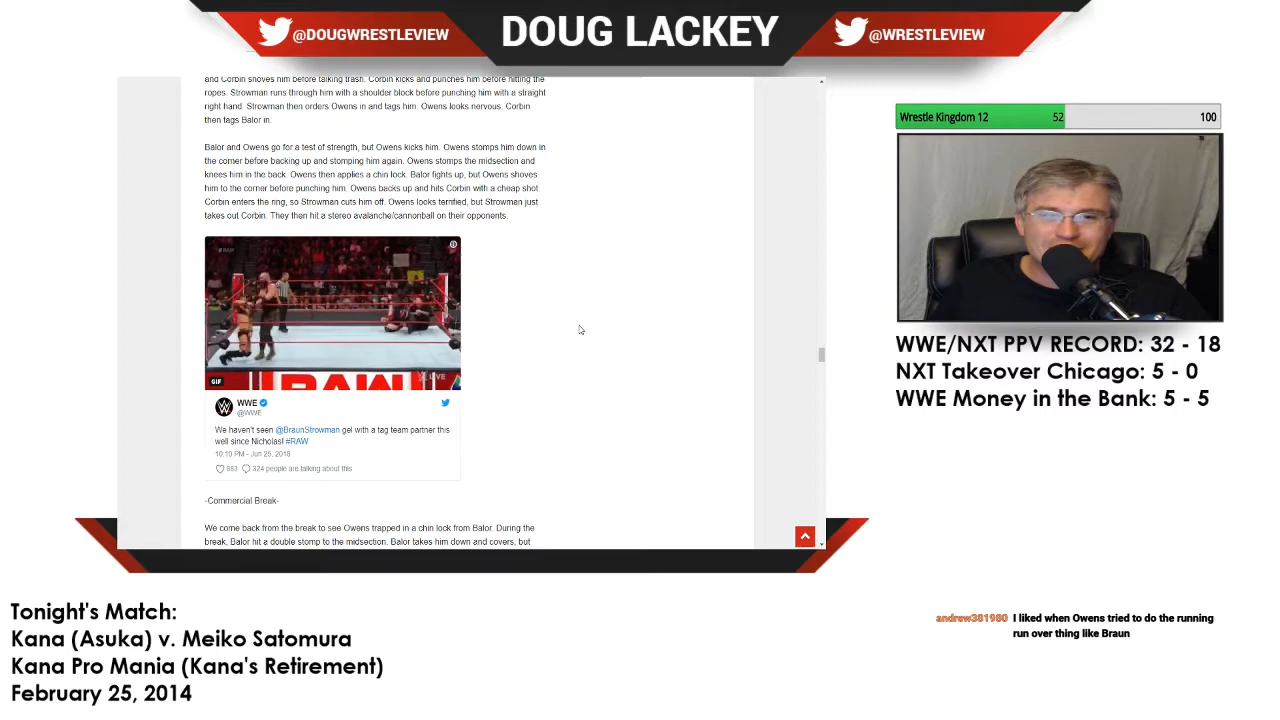 @DOUGWRESTLEVIEW
DOUG LACKEY
@WRESTLEVIEW
and Corbin shoves him before talking trash. Corbin kicks and punches him before hitting the
ropes. Strowman runs through him with a shoulder block before punching him with a straight
right hand. Strowman then orders Owens in and tags him. Owens looks nervous. Corbin
then tags Balor in.
Balor and Owens go for a test of strength, but Owens kicks him. Owens stomps him down in
the corner before backing up and stomping him again. Owens stomps the midsection and
knees him in the back. Owens then applies a chin lock. Balor fights up, but Owens shoves
him to the corner before punching him. Owens backs up and hits Corbin with a cheap shot.
Corbin enters the ring, so Strowman cuts him off. Owens looks terrified, but Strowman just
takes out Corbin. They then hit a stereo avalanche/cannonball on their opponents.
#RAW
RAW
LIVE
GIF
WWE
@WWE
We haven't seen @BraunStrowman gel with a tag team partner this
well since Nicholas! #RAW
10:10 PM - Jun 25, 2018
883 324 people are talking about this
-Commercial Break-
We come back from the break to see Owens trapped in a chin lock from Balor. During the
break, Balor hit a double stomp to the midsection. Balor takes him down and covers, but
Wrestle Kingdom 12 52 100
WWE/NXT PPV RECORD: 32 - 18
NXT Takeover Chicago: 5 - 0
WWE Money in the Bank: 5 - 5
Tonight's Match:
Kana (Asuka) v. Meiko Satomura
Kana Pro Mania (Kana's Retirement)
February 25, 2014
andrew381980 I liked when Owens tried to do the running
run over thing like Braun